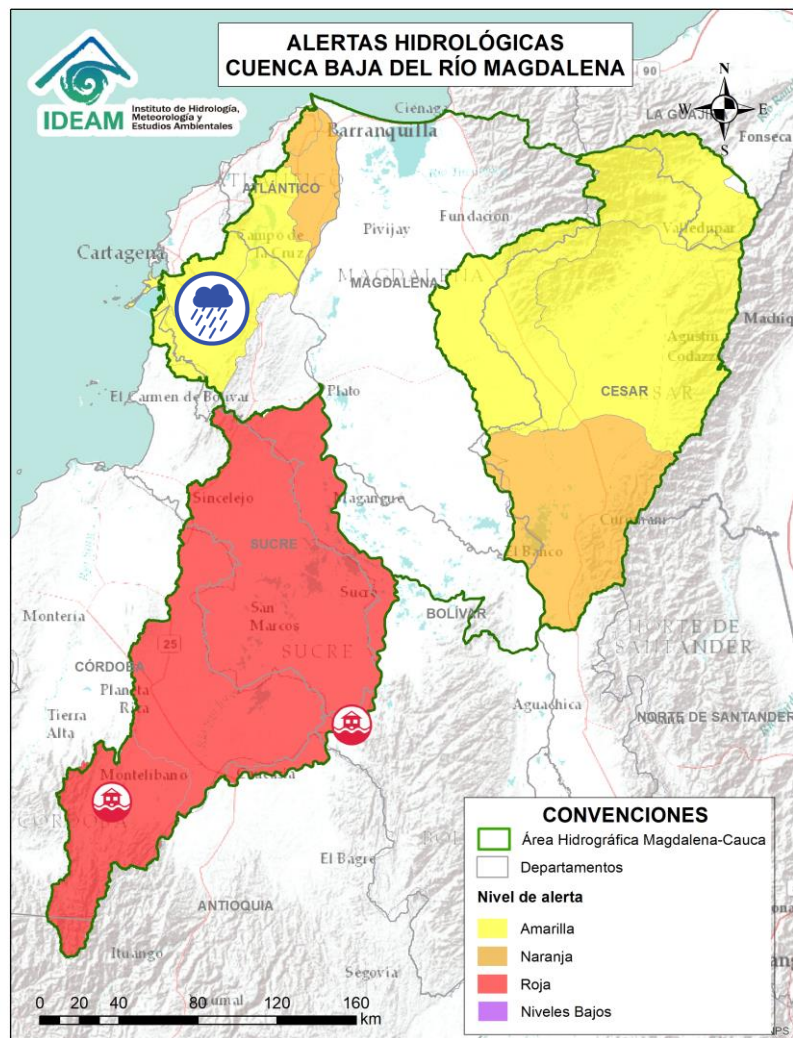 ALERTAS HIDROLÓGICAS
CUENCA BAJA DEL RÍO MAGDALENA
IDEAM
Instituto de Hidrología,
Meteorología y
Estudios Ambientales
90
N
W E
S
Ciénaga
LA GUAJIRA
Barranquilla
Fonseca
ATLÁNTICO
Valledupar
Fundación
Pivijay
Campo de
la Cruz
Cartagena
MAGDALENA
MAGDALENA
Machiq
Agustín
Codazzi
CESAR
El Carmen de Bolívar
Plato
Sincelejo
Magangue
SUCRE
El Banco
Sucre
BOLÍVAR
Montería
San
Marcos
SUCRE
25
CÓRDOBA
NORTE DE
SANTANDER
Planeta
Rica
Aguachica
Tierra
Alta
NORTE DE SANTANDER
Montelíbano
El Bagre
ANTIOQUIA
Ituango
Segovia
0 20 40 80 120 160
km
CONVENCIONES
Área Hidrográfica Magdalena-Cauca
Departamentos
Nivel de alerta
Amarilla
Naranja
Roja
Niveles Bajos
NPS